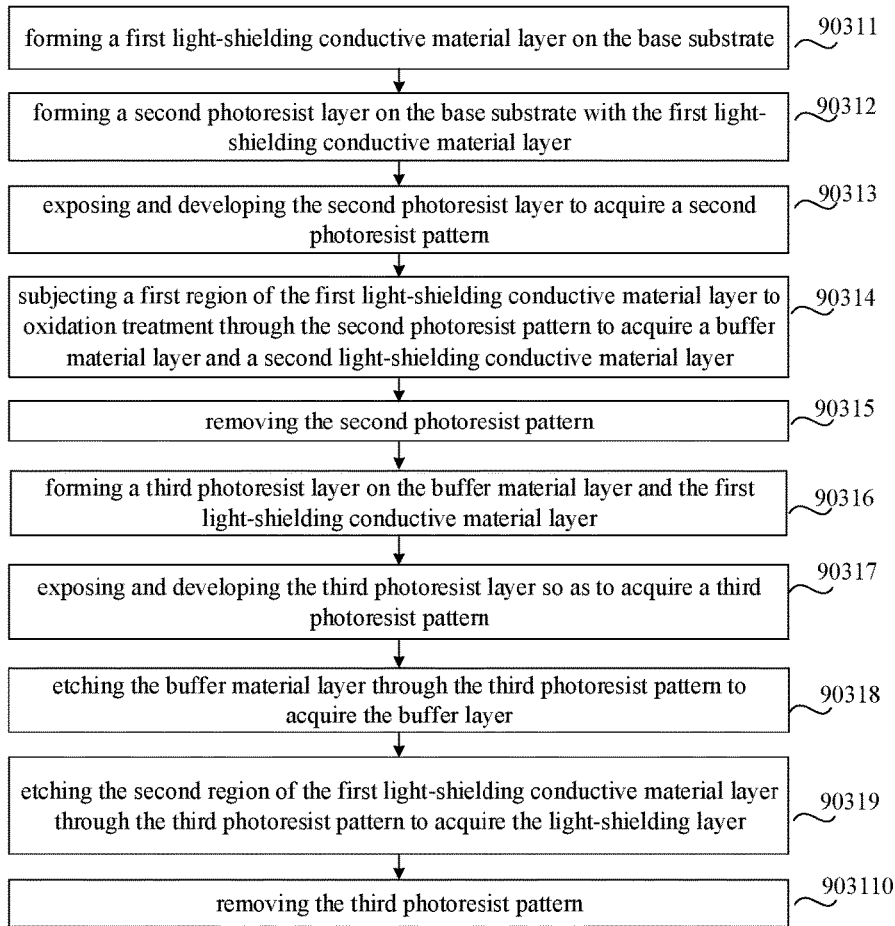 forming a first light-shielding conductive material layer on the base substrate
90311
forming a second photoresist layer on the base substrate with the first light-
shielding conductive material layer
90312
exposing and developing the second photoresist layer to acquire a second
photoresist pattern
90313
subjecting a first region of the first light-shielding conductive material layer to
oxidation treatment through the second photoresist pattern to acquire a buffer
material layer and a second light-shielding conductive material layer
90314
removing the second photoresist pattern
90315
forming a third photoresist layer on the buffer material layer and the first
light-shielding conductive material layer
90316
exposing and developing the third photoresist layer so as to acquire a third
photoresist pattern
90317
etching the buffer material layer through the third photoresist pattern to
acquire the buffer layer
90318
etching the second region of the first light-shielding conductive material layer
through the third photoresist pattern to acquire the light-shielding layer
90319
removing the third photoresist pattern
903110